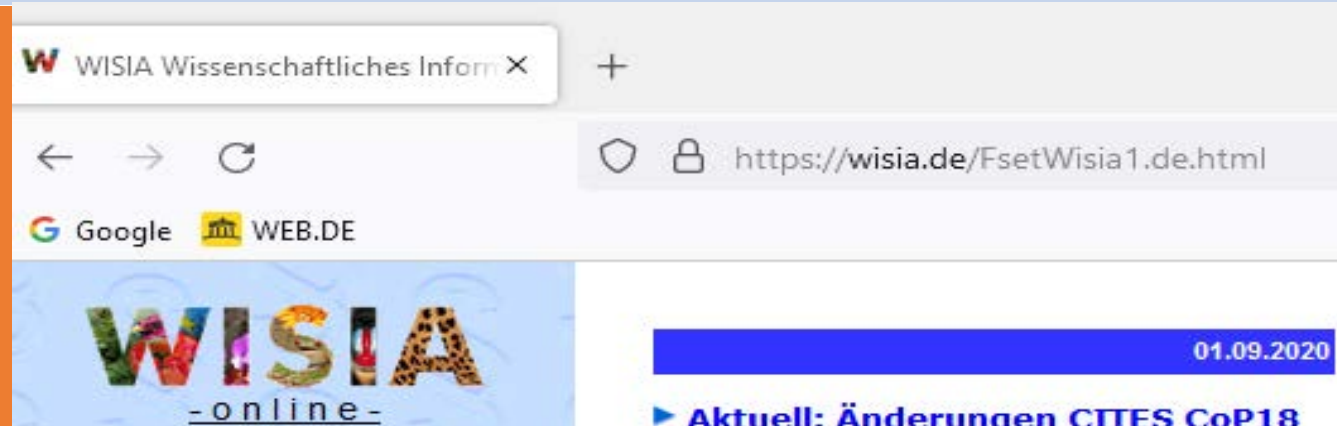 WISIA Wissenschaftliches Inform
https://wisia.de/FsetWisia1.de.html
Google WEB.DE
WISIA
-online-
01.09.2020
Aktuell: Änderungen CITES CoP18